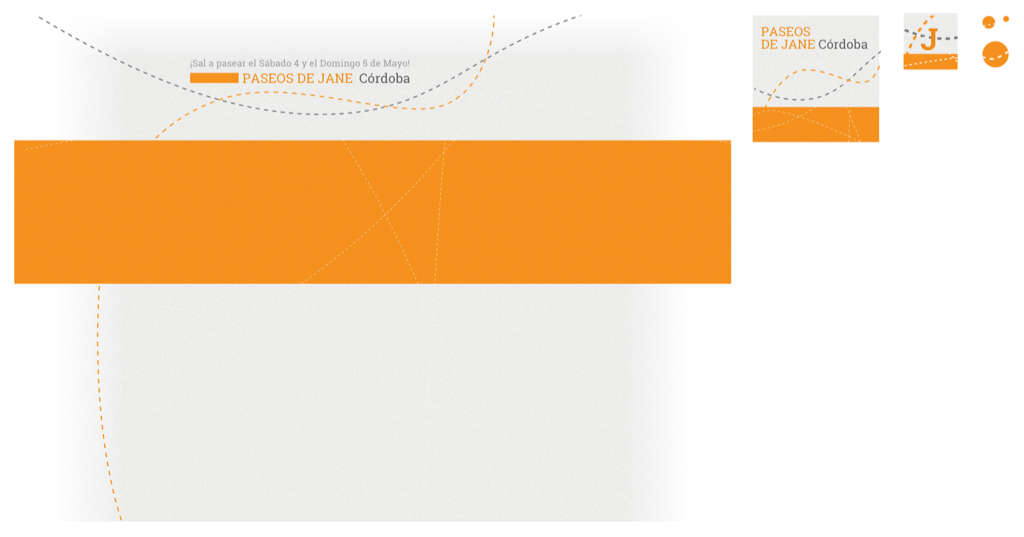 ¡Sal a pasear el Sábado 4 y el Domingo 5 de Mayo!
PASEOS DE JANE Córdoba
PASEOS
DE JANE Córdoba
J